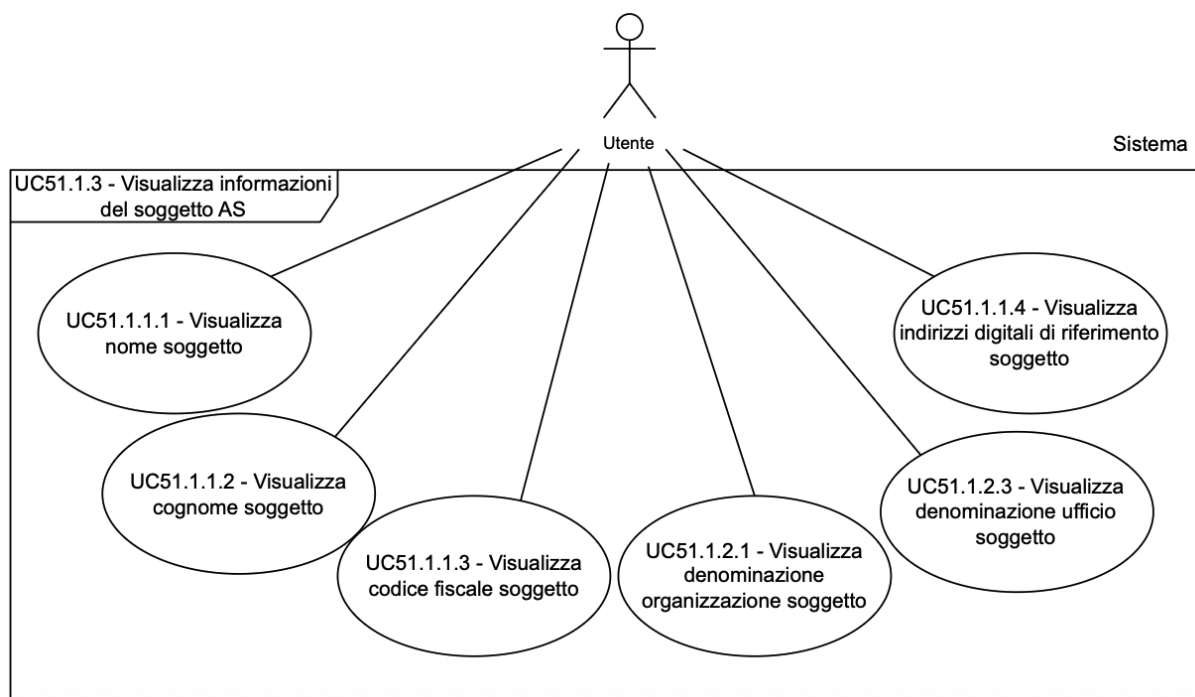 Utente
Sistema
UC51.1.3 - Visualizza informazioni
del soggetto AS
UC51.1.1.1 - Visualizza
nome soggetto
UC51.1.1.2 - Visualizza
cognome soggetto
UC51.1.1.3 - Visualizza
codice fiscale soggetto
UC51.1.2.1 - Visualizza
denominazione
organizzazione soggetto
UC51.1.2.3 - Visualizza
denominazione ufficio
soggetto
UC51.1.1.4 - Visualizza
indirizzi digitali di riferimento
soggetto